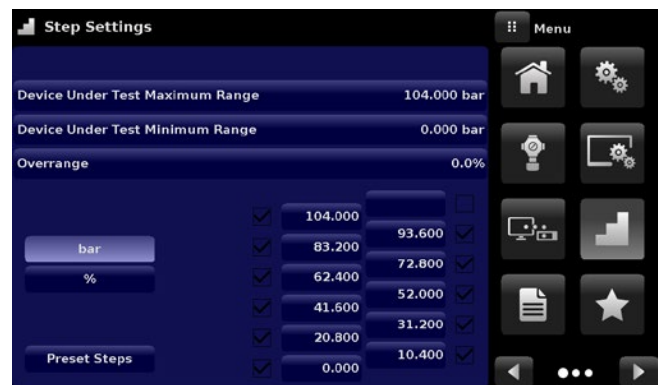 Step Settings
Menu
Device Under Test Maximum Range 104.000 bar
Device Under Test Minimum Range 0.000 bar
Overrange 0.0%
104.000
93.600
bar
83.200
72.800
%
62.400
52.000
41.600
31.200
20.800
10.400
Preset Steps
0.000